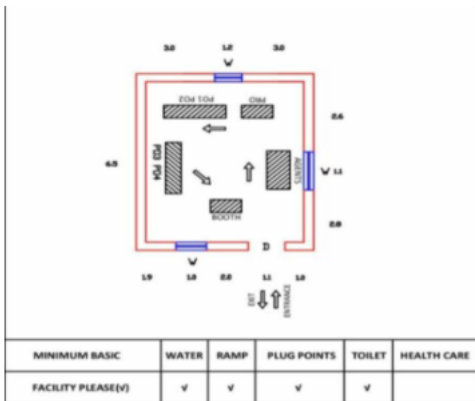 3.0 1.2 3.0
W
PO1 PO2 PRO
2.6
PO3 PO4 AGENTS
6.5 W 1.1
BOOTH
2.8
D
W
1.9 1.0 2.0 1.1 1.0
EXIT ENTRANCE
MINIMUM BASIC WATER RAMP PLUG POINTS TOILET HEALTH CARE
FACILITY PLEASE(√) √ √ √ √